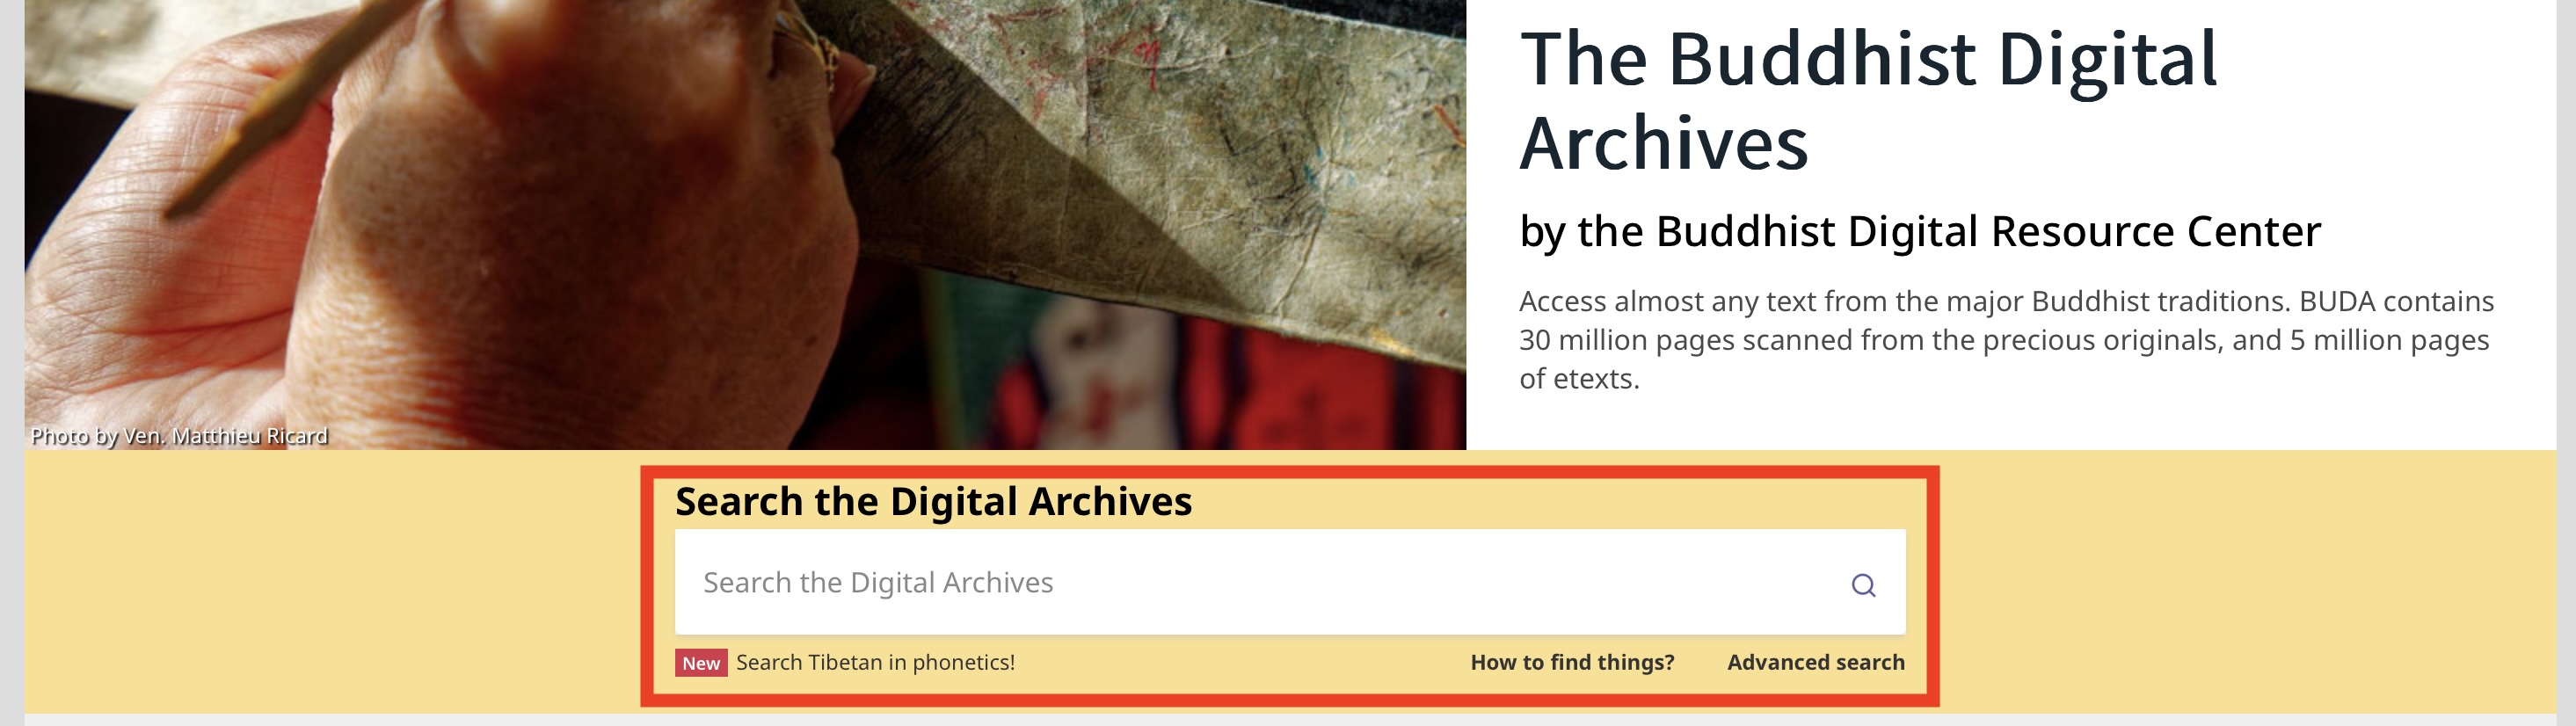 The Buddhist Digital
Archives
by the Buddhist Digital Resource Center
Access almost any text from the major Buddhist traditions. BUDA contains
30 million pages scanned from the precious originals, and 5 million pages
of etexts.
Photo by Ven. Matthieu Ricard
Search the Digital Archives
Search the Digital Archives
New Search Tibetan in phonetics!
How to find things? Advanced search